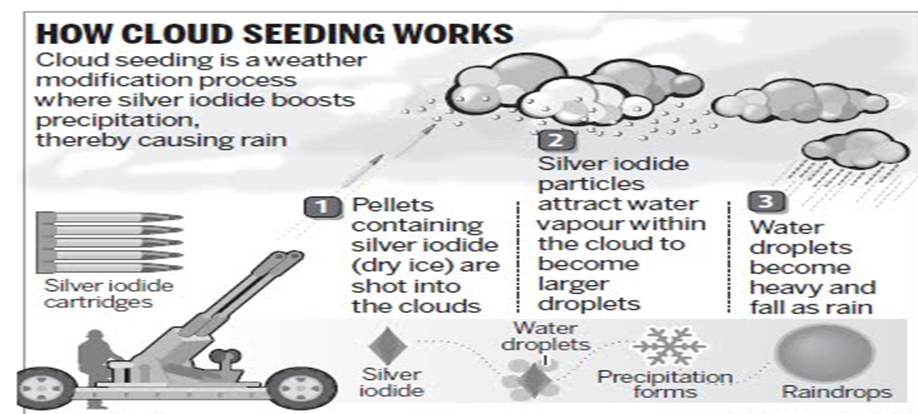 HOW CLOUD SEEDING WORKS
Cloud seeding is a weather
modification process
where silver iodide boosts
precipitation,
thereby causing rain
1 Pellets
containing
silver iodide
(dry ice) are
shot into
the clouds
2
Silver iodide
particles
attract water
vapour within
the cloud to
become
larger
droplets
3
Water
droplets
become
heavy and
fall as rain
Silver iodide
cartridges
Silver
iodide
Water
droplets
Precipitation
forms
Raindrops